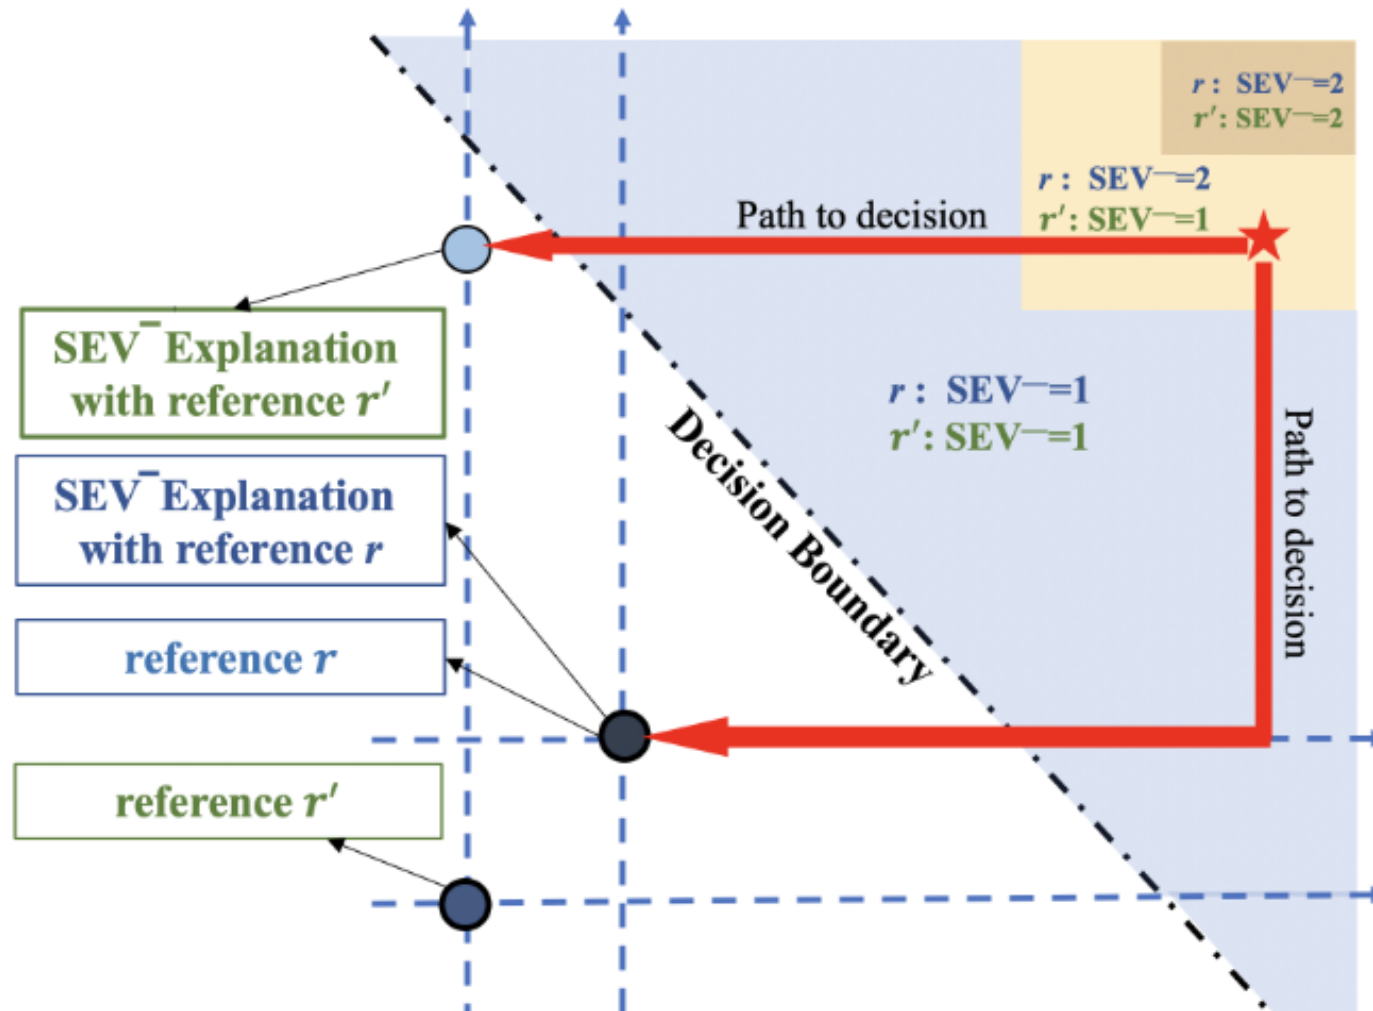 r : SEV⁻=2
r′: SEV⁻=2
r : SEV⁻=2
r′: SEV⁻=1
Path to decision
SEV⁻ Explanation
with reference r′
r : SEV⁻=1
r′: SEV⁻=1
Path to decision
Decision Boundary
SEV⁻ Explanation
with reference r
reference r
reference r′